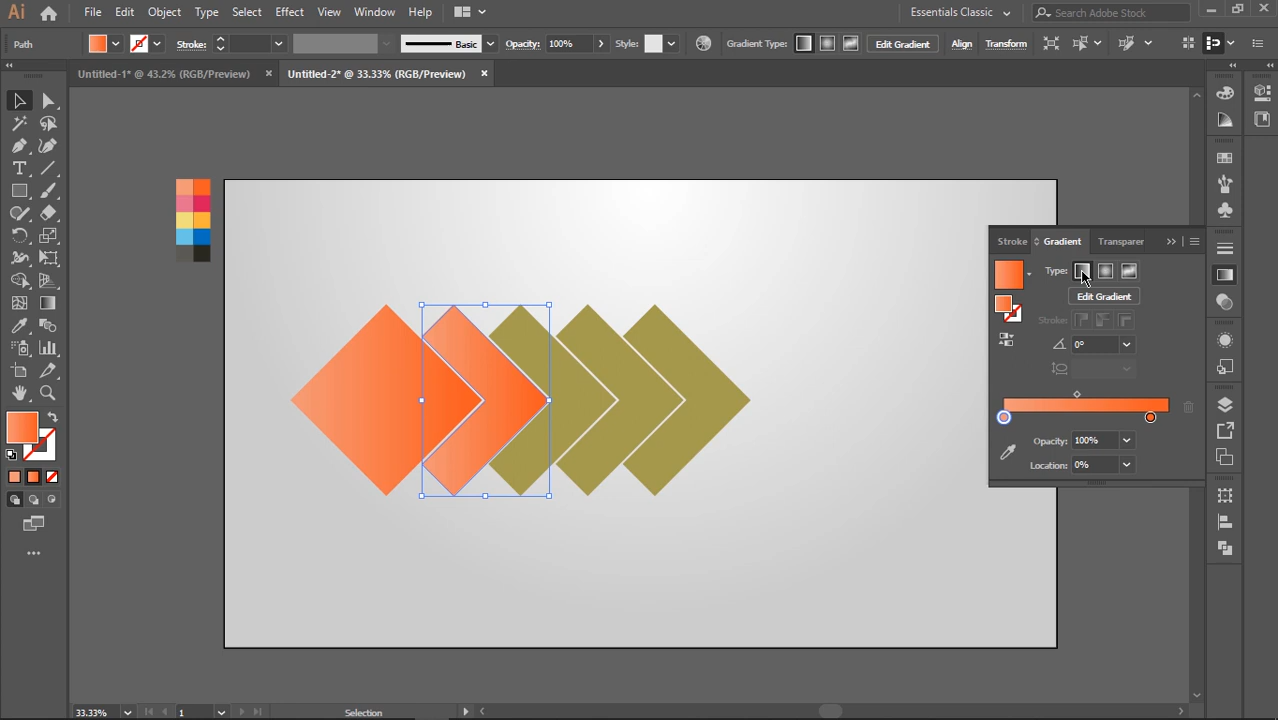 Ai File Edit Object Type Select Effect View Window Help Essentials Classic Search Adobe Stock
Path Stroke: Basic Opacity: 100% Style: Gradient Type: Edit Gradient Align Transform
Untitled-1* @ 43.2% (RGB/Preview) × Untitled-2* @ 33.33% (RGB/Preview) ×
Stroke Gradient Transparer
Type:
Edit Gradient
Stroke:
0°
Opacity: 100%
Location: 0%
33.33% 1 Selection